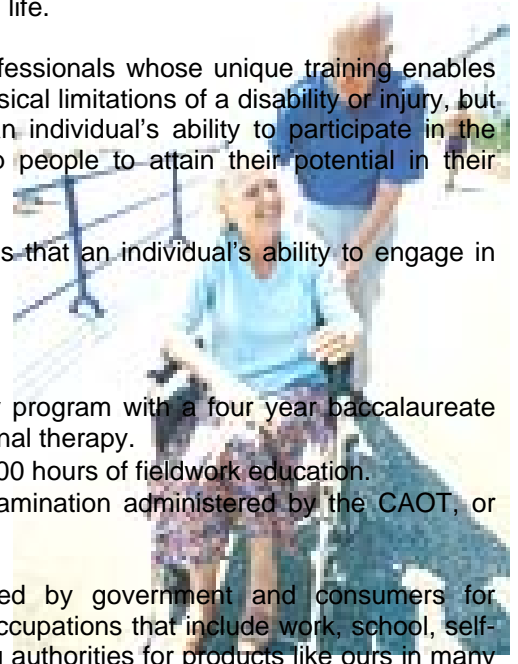 life.
fessionals whose unique training enables
sical limitations of a disability or injury, but
n individual's ability to participate in the
o people to attain their potential in their
s that an individual's ability to engage in
program with a four year baccalaureate
nal therapy.
00 hours of fieldwork education.
amination administered by the CAOT, or
ed by government and consumers for
ccupations that include work, school, self-
authorities for products like ours in many